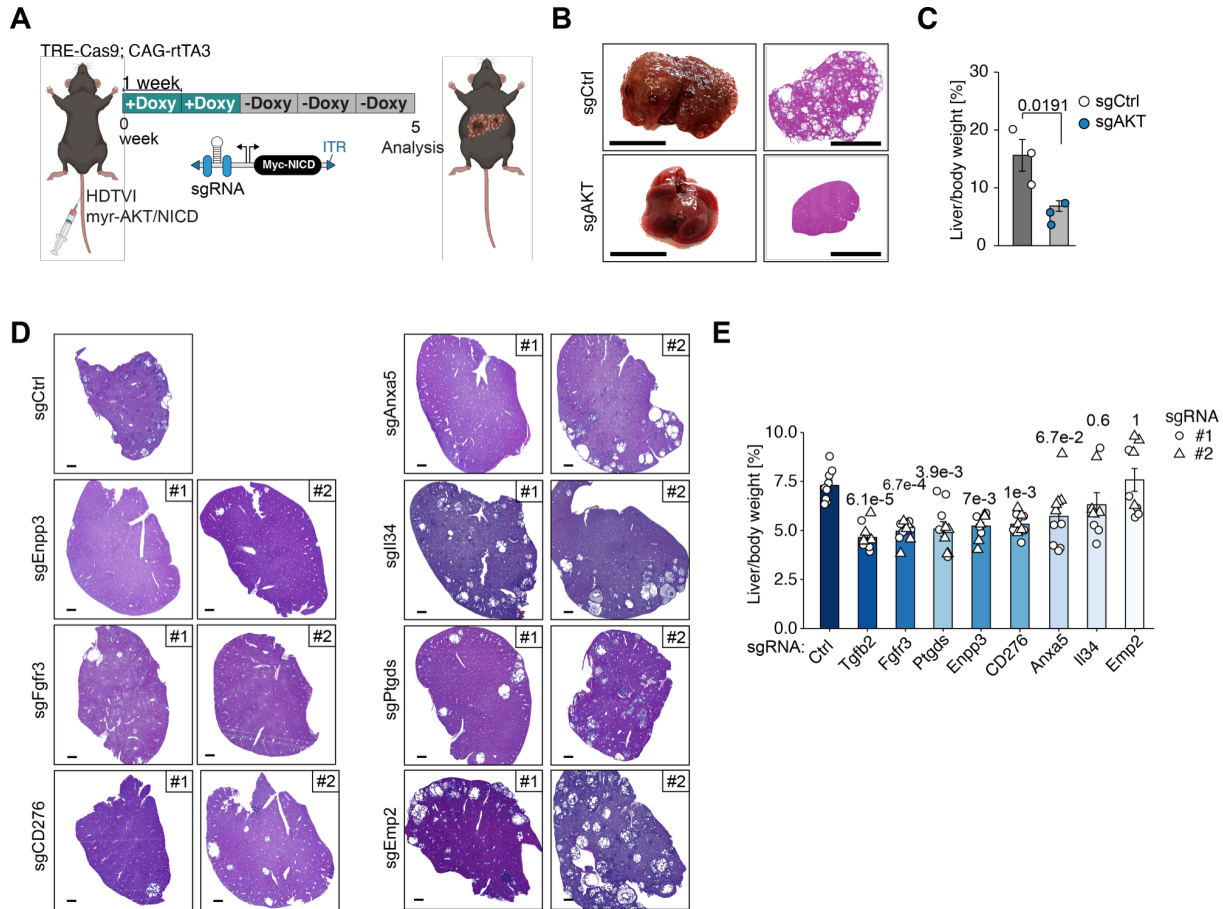 A
TRE-Cas9; CAG-rtTA3
1 week
+Doxy +Doxy -Doxy -Doxy -Doxy
0
week
5
Analysis
ITR
Myc-NICD
sgRNA
HDTVI
myr-AKT/NICD
B
sgCtrl
sgAKT
C
Liver/body weight [%]
30
20
10
0
0.0191
sgCtrl
sgAKT
D
sgCtrl
sgEnpp3
#1
#2
sgFgfr3
#1
#2
sgCD276
#1
#2
sgAnxa5
#1
#2
sgIl34
#1
#2
sgPtgds
#1
#2
sgEmp2
#1
#2
E
Liver/body weight [%]
10.0
7.5
5.0
2.5
0
6.1e-5
6.7e-4
3.9e-3
7e-3
1e-3
6.7e-2
0.6
1
sgRNA
#1
#2
sgRNA:
Ctrl
Tgfb2
Fgfr3
Ptgds
Enpp3
CD276
Anxa5
Il34
Emp2